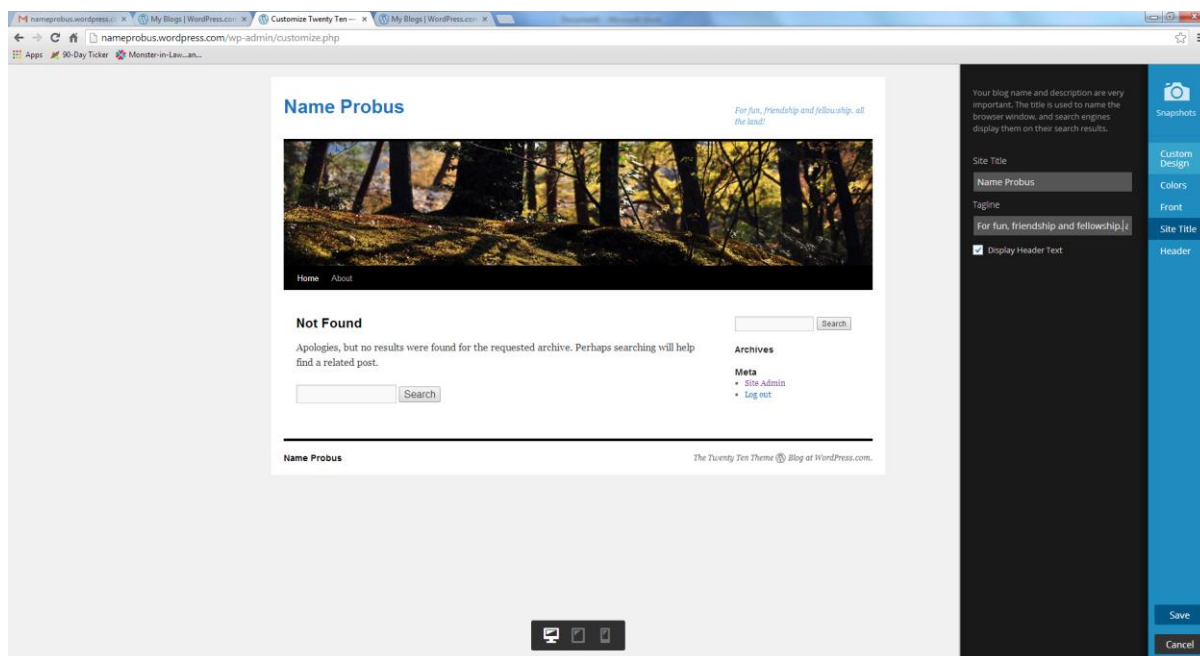 nameprobus.wordpress.c
My Blogs | WordPress.com
Customize Twenty Ten —
My Blogs | WordPress.com
nameprobus.wordpress.com/wp-admin/customize.php
Apps 90-Day Ticker Monster-in-Law...an...
Name Probus
For fun, friendship and fellowship. all
the land!
Home About
Not Found
Apologies, but no results were found for the requested archive. Perhaps searching will help
find a related post.
Search
Search
Archives
Meta
Site Admin
Log out
Name Probus
The Twenty Ten Theme Blog at WordPress.com.
Your blog name and description are very
important. The title is used to name the
browser window, and search engines
display them on their search results.
Site Title
Name Probus
Tagline
For fun, friendship and fellowship. a
Display Header Text
Snapshots
Custom
Design
Colors
Front
Site Title
Header
Save
Cancel